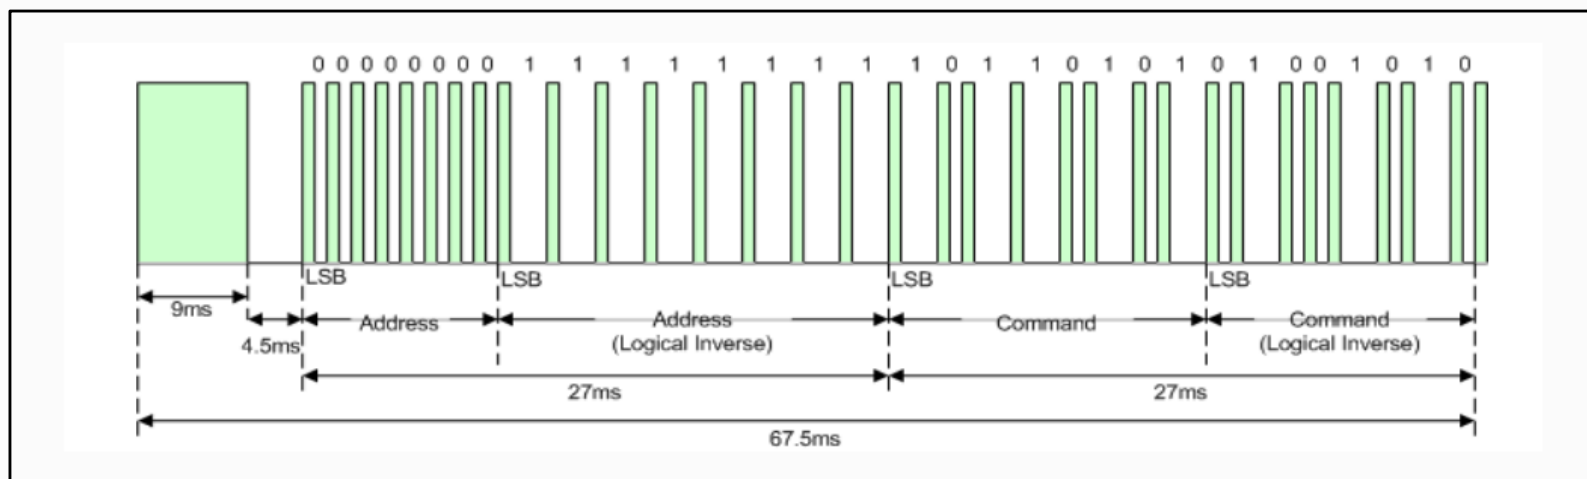 0 0 0 0 0 0 0 0 1 1 1 1 1 1 1 1 1 0 1 1 0 1 0 1 0 1 0 0 1 0 1 0
LSB LSB LSB LSB
9ms Address Address Command Command
4.5ms (Logical Inverse) (Logical Inverse)
27ms 27ms
67.5ms